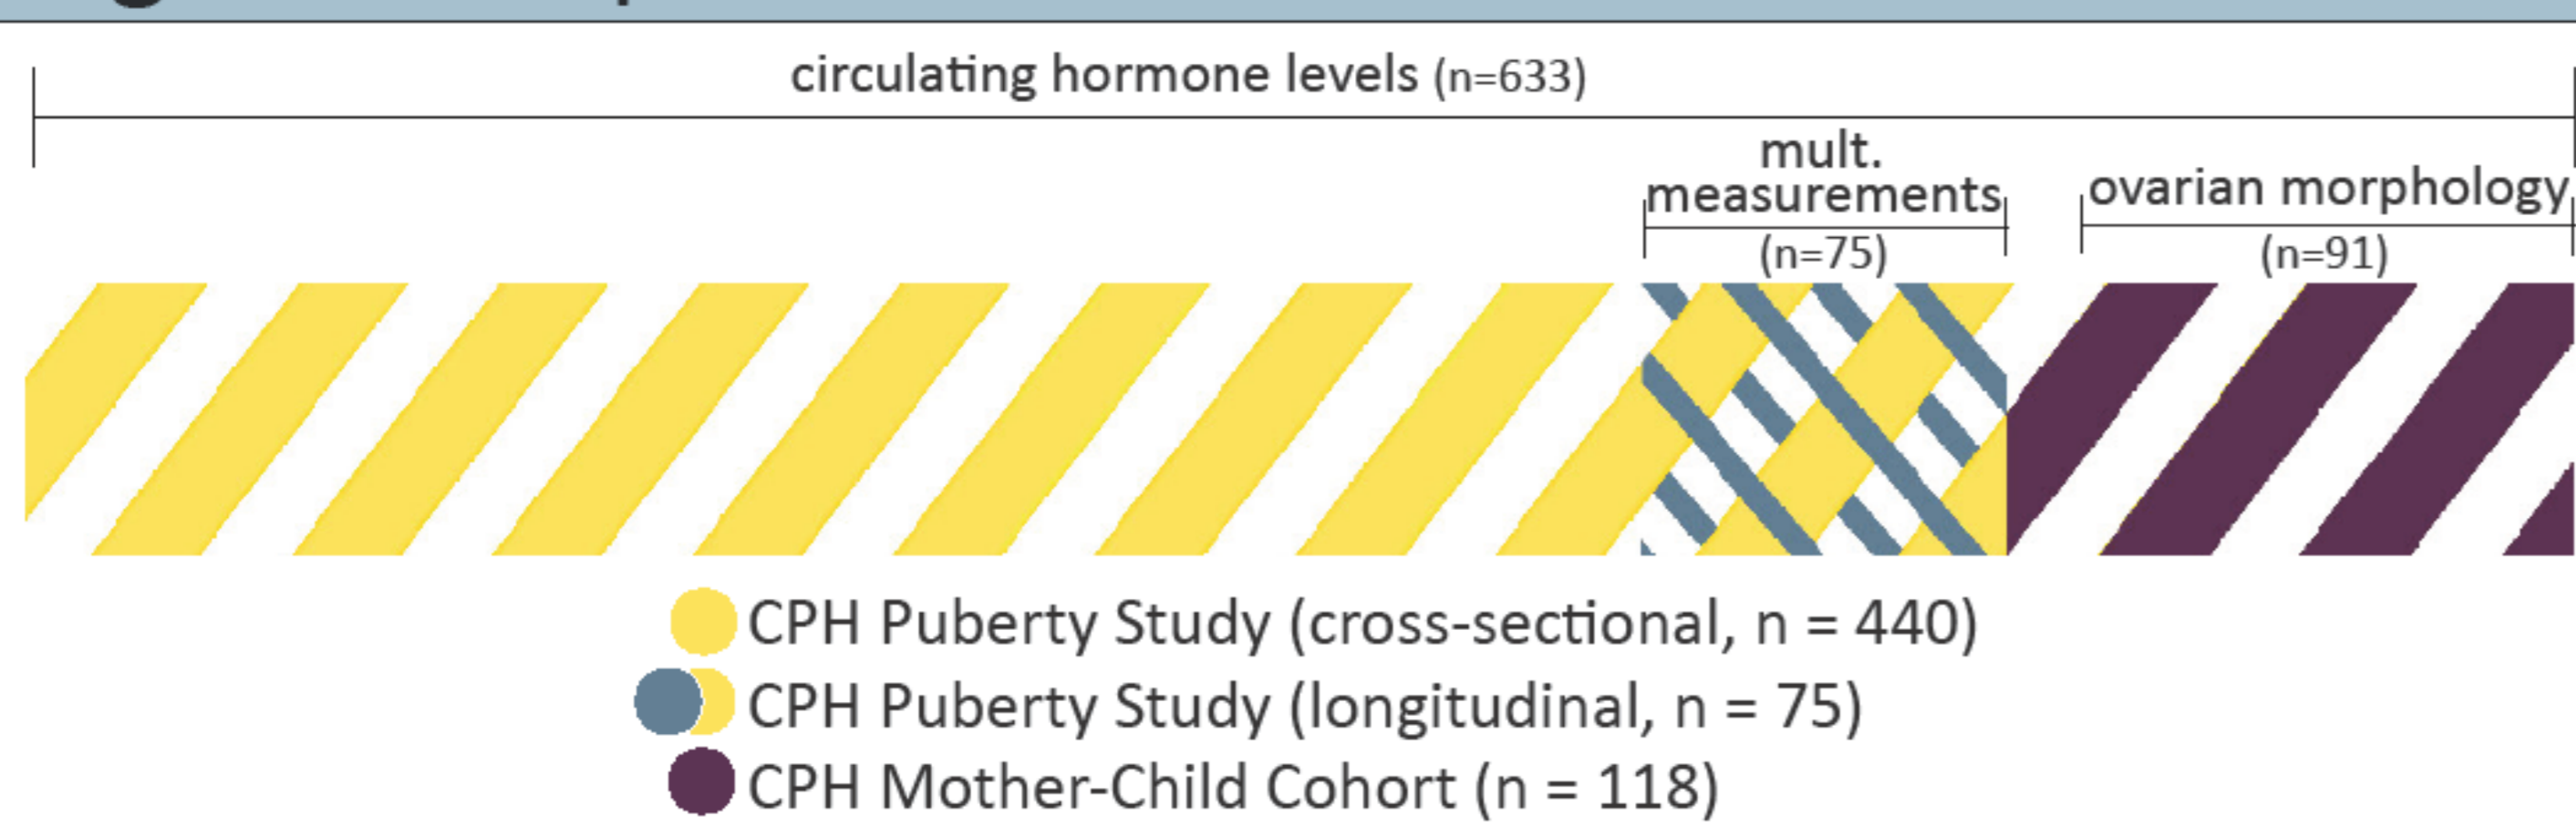 circulating hormone levels (n=633)
mult.
measurements
(n=75)
ovarian morphology
(n=91)
CPH Puberty Study (cross-sectional, n = 440)
CPH Puberty Study (longitudinal, n = 75)
CPH Mother-Child Cohort (n = 118)